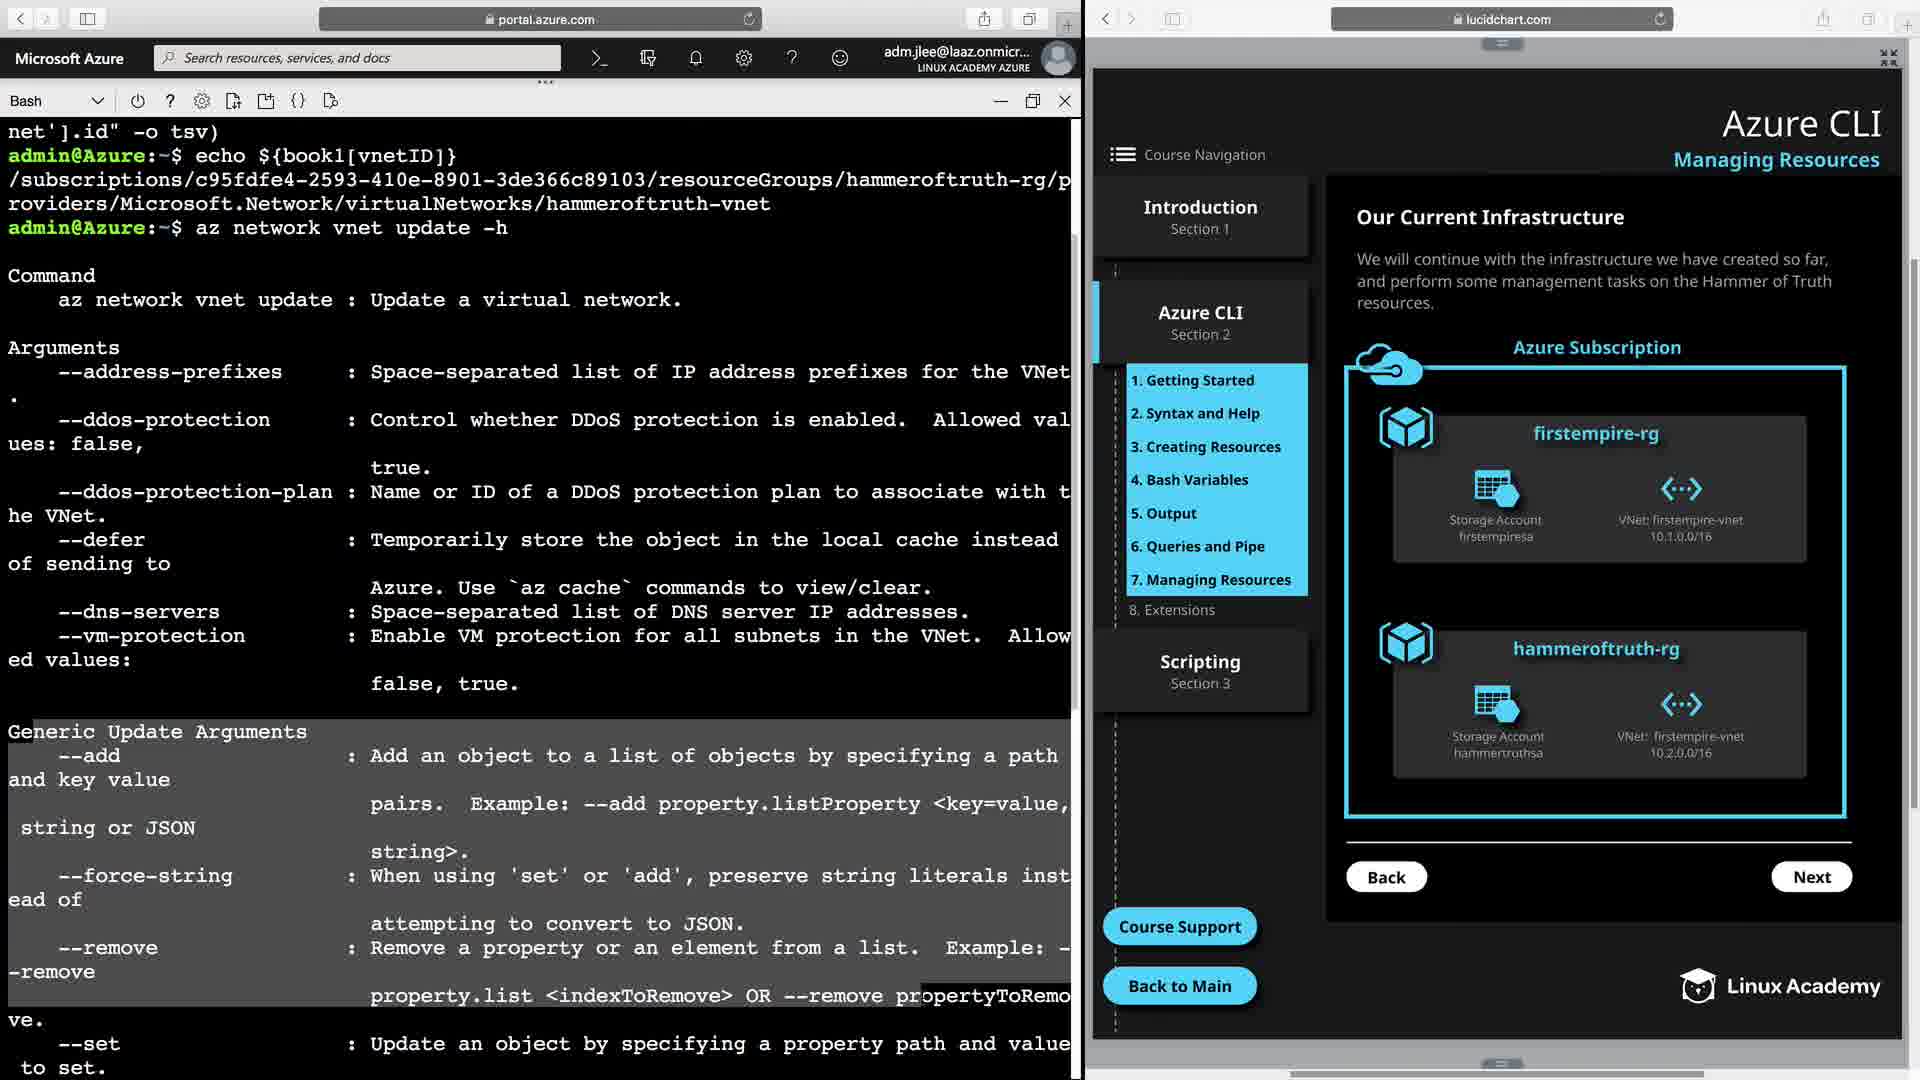 portal.azure.com
Microsoft Azure
Search resources, services, and docs
adm.jlee@laaz.onmicr...
LINUX ACADEMY AZURE
Bash
net'].id" -o tsv)
admin@Azure:~$ echo ${book1[vnetID]}
/subscriptions/c95fdfe4-2593-410e-8901-3de366c89103/resourceGroups/hammeroftruth-rg/p
roviders/Microsoft.Network/virtualNetworks/hammeroftruth-vnet
admin@Azure:~$ az network vnet update -h
Command
az network vnet update : Update a virtual network.
Arguments
--address-prefixes : Space-separated list of IP address prefixes for the VNet
.
--ddos-protection : Control whether DDoS protection is enabled. Allowed val
ues: false,
true.
--ddos-protection-plan : Name or ID of a DDoS protection plan to associate with t
he VNet.
--defer : Temporarily store the object in the local cache instead
of sending to
Azure. Use `az cache` commands to view/clear.
--dns-servers : Space-separated list of DNS server IP addresses.
--vm-protection : Enable VM protection for all subnets in the VNet. Allow
ed values:
false, true.
Generic Update Arguments
--add : Add an object to a list of objects by specifying a path
and key value
pairs. Example: --add property.listProperty <key=value,
string or JSON
string>.
--force-string : When using 'set' or 'add', preserve string literals inst
ead of
attempting to convert to JSON.
--remove : Remove a property or an element from a list. Example: -
-remove
property.list <indexToRemove> OR --remove propertyToRemo
ve.
--set : Update an object by specifying a property path and value
to set.
lucidchart.com
Azure CLI
Managing Resources
Course Navigation
Introduction
Section 1
Azure CLI
Section 2
1. Getting Started
2. Syntax and Help
3. Creating Resources
4. Bash Variables
5. Output
6. Queries and Pipe
7. Managing Resources
8. Extensions
Scripting
Section 3
Course Support
Back to Main
Our Current Infrastructure
We will continue with the infrastructure we have created so far,
and perform some management tasks on the Hammer of Truth
resources.
Azure Subscription
firstempire-rg
Storage Account
firstempiresa
VNet: firstempire-vnet
10.1.0.0/16
hammeroftruth-rg
Storage Account
hammertrothsa
VNet: firstempire-vnet
10.2.0.0/16
Back
Next
Linux Academy